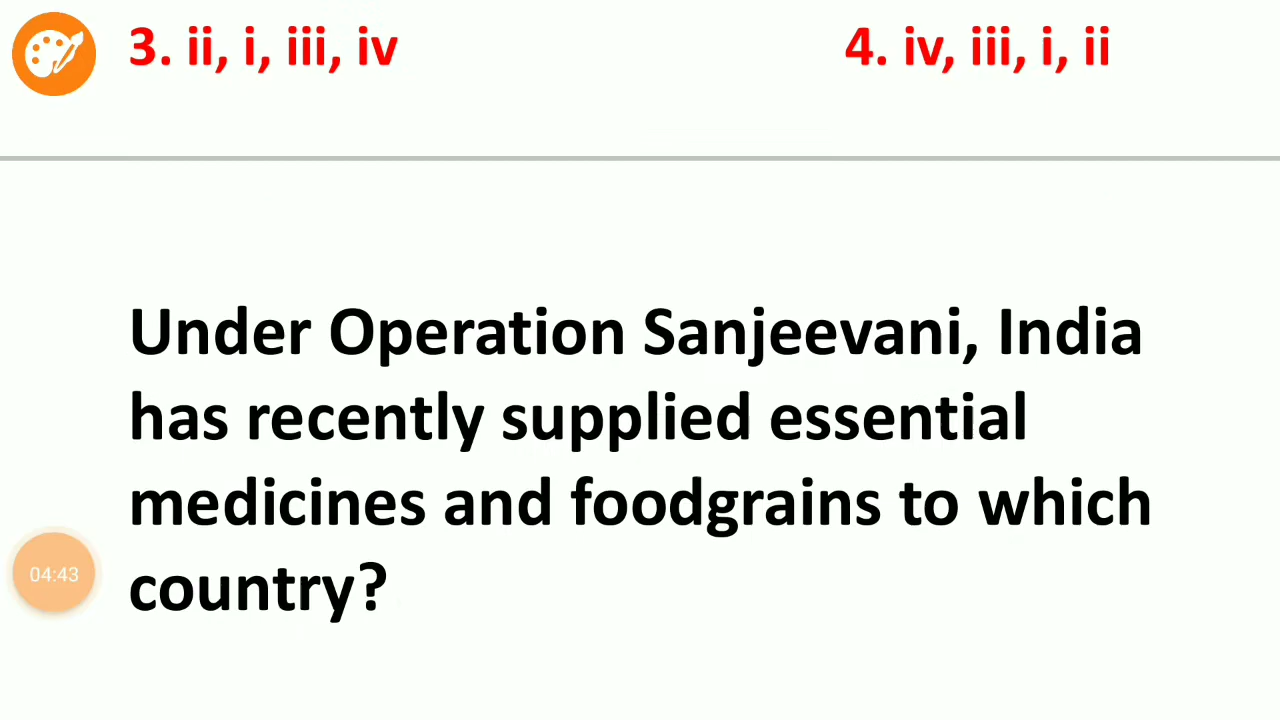 3. ii, i, iii, iv 4. iv, iii, i, ii
Under Operation Sanjeevani, India
has recently supplied essential
medicines and foodgrains to which
country?
04:43